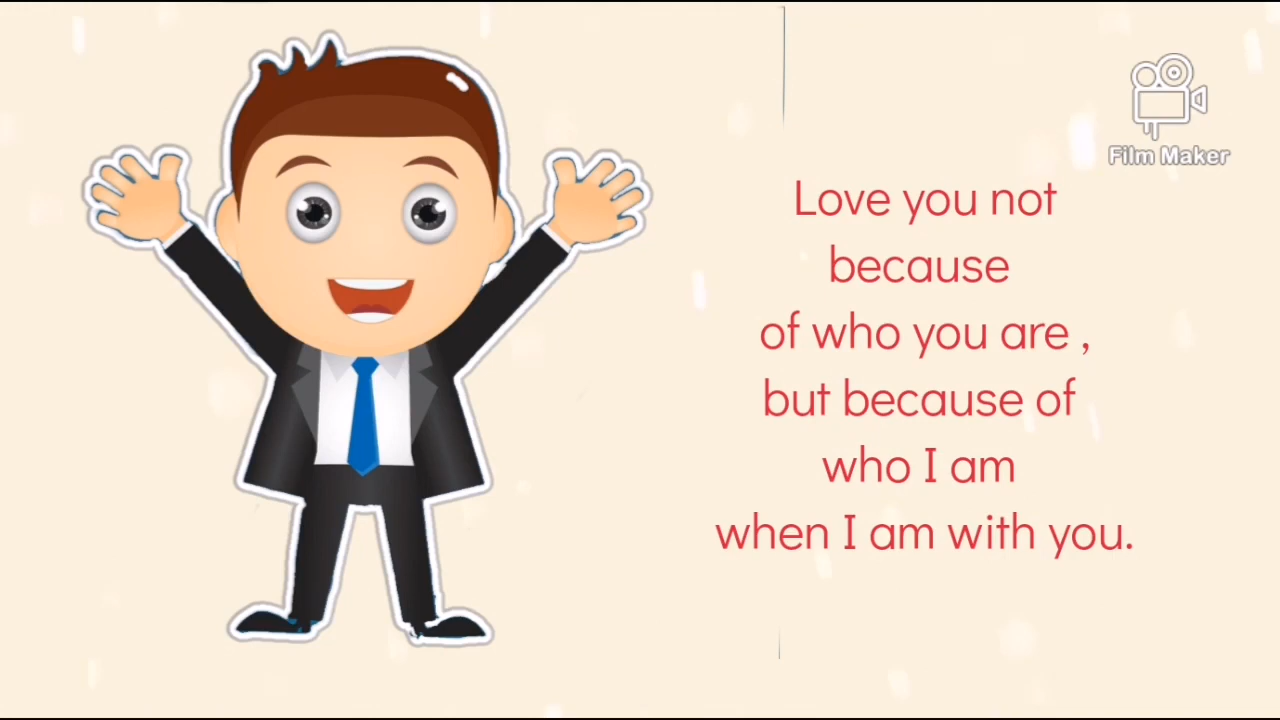 Film Maker
Love you not
because
of who you are ,
but because of
who I am
when I am with you.